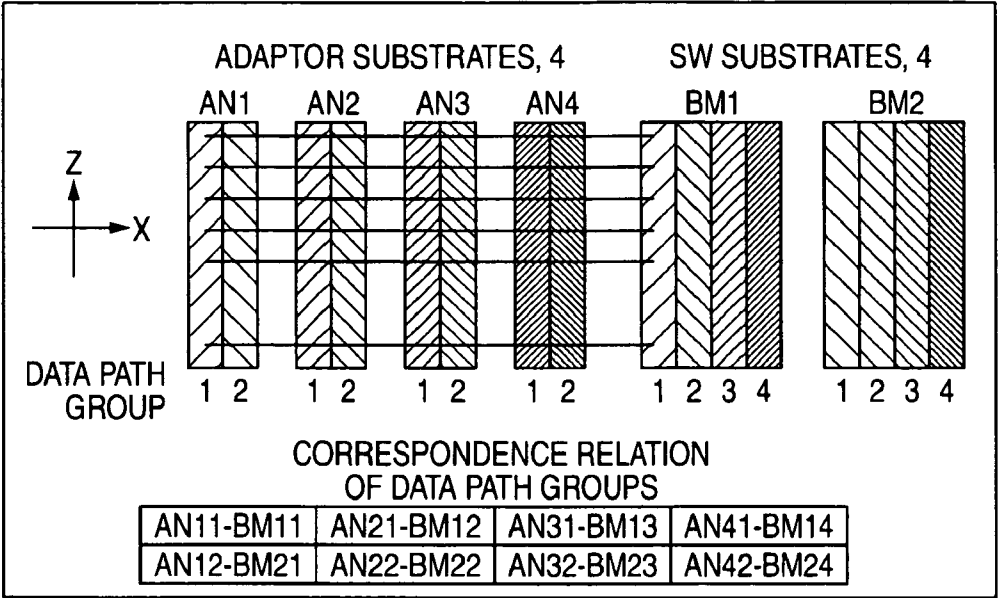 ADAPTOR SUBSTRATES, 4 SW SUBSTRATES, 4
AN1 AN2 AN3 AN4 BM1 BM2
Z
X
DATA PATH
GROUP
1 2 1 2 1 2 1 2 1 2 3 4 1 2 3 4
CORRESPONDENCE RELATION
OF DATA PATH GROUPS
AN11-BM11 AN21-BM12 AN31-BM13 AN41-BM14
AN12-BM21 AN22-BM22 AN32-BM23 AN42-BM24